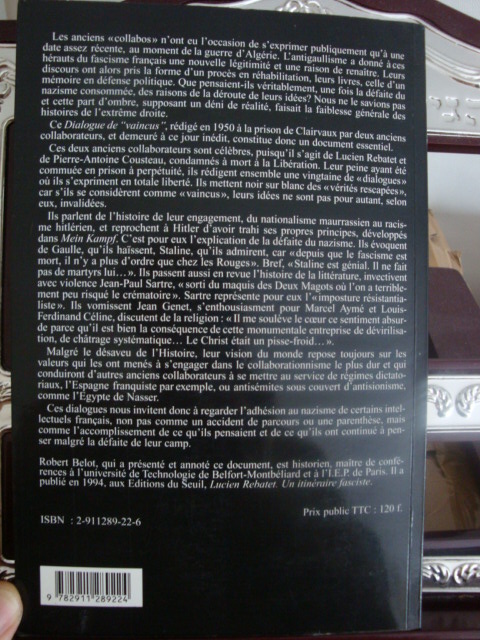 Les anciens «collabos» n'ont eu l'occasion de s'exprimer publiquement qu'à une
date assez récente, au moment de la guerre d'Algérie. L'antigaullisme a donné à ces
hérauts du fascisme français une nouvelle légitimité et une raison de renaître. Leurs
discours ont alors pris la forme d'un procès en réhabilitation, leurs livres, celle d'un
mémoire en défense politique. Que pensaient-ils véritablement, une fois la défaite du
nazisme consommée, des raisons de la déroute de leurs idées? Nous ne le savions pas
et cette part d'ombre, supposant un déni de réalité, faisait la faiblesse générale des
histoires de l'extrême droite.
Ce Dialogue de "vaincus", rédigé en 1950 à la prison de Clairvaux par deux anciens
collaborateurs, et demeuré à ce jour inédit, constitue donc un document essentiel.
Ces deux anciens collaborateurs sont célèbres, puisqu'il s'agit de Lucien Rebatet et
de Pierre-Antoine Cousteau, condamnés à mort à la Libération. Leur peine ayant été
commuée en prison à perpétuité, ils rédigent ensemble une vingtaine de «dialogues»
où ils s'expriment en totale liberté. Ils mettent noir sur blanc des «vérités rescapées»,
car s'ils se considèrent comme «vaincus», leurs idées ne sont pas pour autant, selon
eux, invalidées.
Ils parlent de l'histoire de leur engagement, du nationalisme maurrassien au racis-
me hitlérien, et reprochent à Hitler d'avoir trahi ses propres principes, développés
dans Mein Kampf. C'est pour eux l'explication de la défaite du nazisme. Ils évoquent
de Gaulle, qu'ils haïssent, Staline, qu'ils admirent, car «depuis que le fascisme est
mort, il n'y a plus d'ordre que chez les Rouges». Bref, «Staline est génial. Il ne fait
pas de martyrs lui…». Ils passent aussi en revue l'histoire de la littérature, invectivent
avec violence Jean-Paul Sartre, «sorti du maquis des Deux Magots où l'on a terrible-
ment peu risqué le crématoire». Sartre représente pour eux l'«imposture résistantia-
liste». Ils vomissent Jean Genet, s'enthousiasment pour Marcel Aymé et Louis-
Ferdinand Céline, discutent de la religion : «Il me soulève le cœur ce sentiment absur-
de parce qu'il est bien la conséquence de cette monumentale entreprise de dévirilisa-
tion, de châtrage systématique… Le Christ était un pisse-froid…».
Malgré le désaveu de l'Histoire, leur vision du monde repose toujours sur les
valeurs qui les ont menés à s'engager dans le collaborationnisme le plus dur et qui
conduiront d'autres anciens collaborateurs à se mettre au service de régimes dictato-
riaux, l'Espagne franquiste par exemple, ou antisémites sous couvert d'antisionisme,
comme l'Egypte de Nasser.
Ces dialogues nous invitent donc à regarder l'adhésion au nazisme de certains intel-
lectuels français, non pas comme un accident de parcours ou une parenthèse, mais
comme l'accomplissement de ce qu'ils pensaient et de ce qu'ils ont continué à pen-
ser malgré la défaite de leur camp.
Robert Belot, qui a présenté et annoté ce document, est historien, maître de confé-
rences à l'université de Technologie de Belfort-Montbéliard et à l'I.E.P. de Paris. Il a
publié en 1994, aux Editions du Seuil, Lucien Rebatet. Un itinéraire fasciste.
ISBN : 2-911289-22-6
Prix public TTC : 120 f.
9 782911 289224